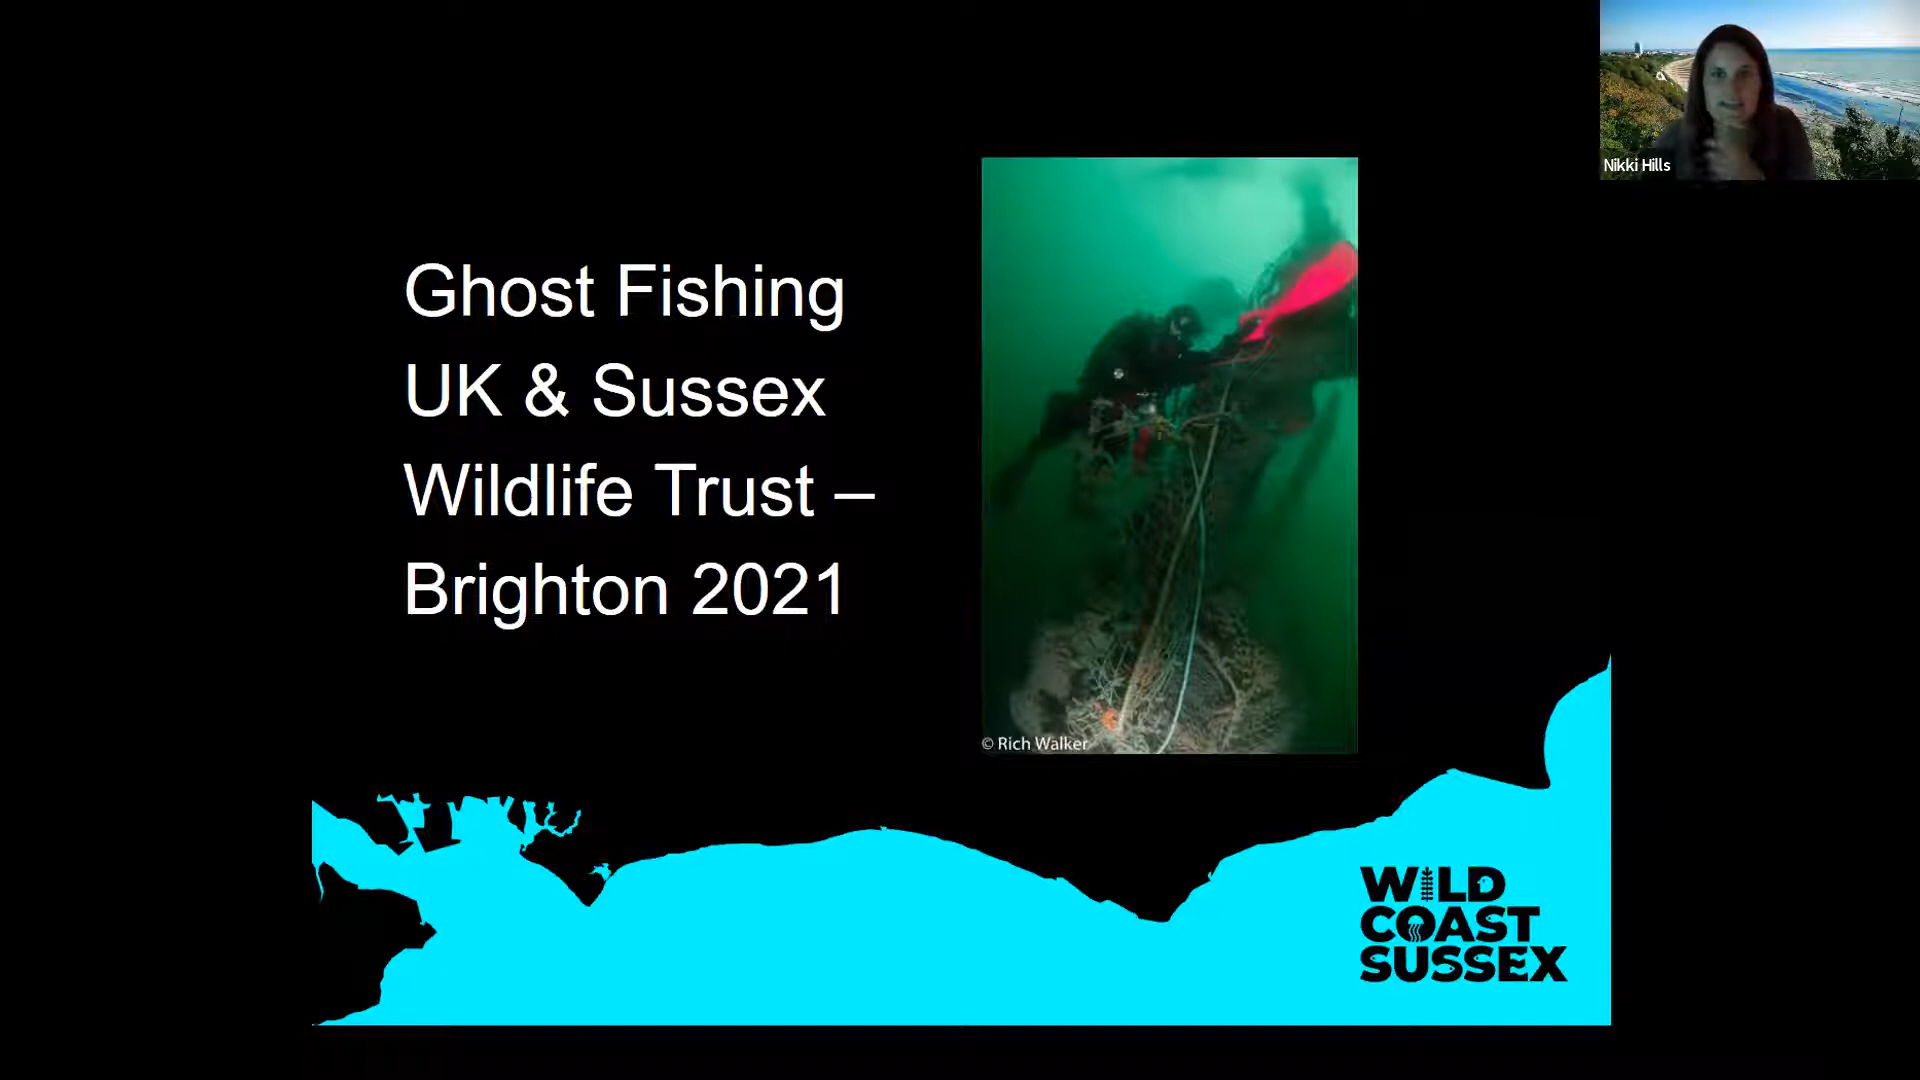 Nikki Hills
Ghost Fishing
UK & Sussex
Wildlife Trust –
Brighton 2021
© Rich Walker
WILD
COAST
SUSSEX